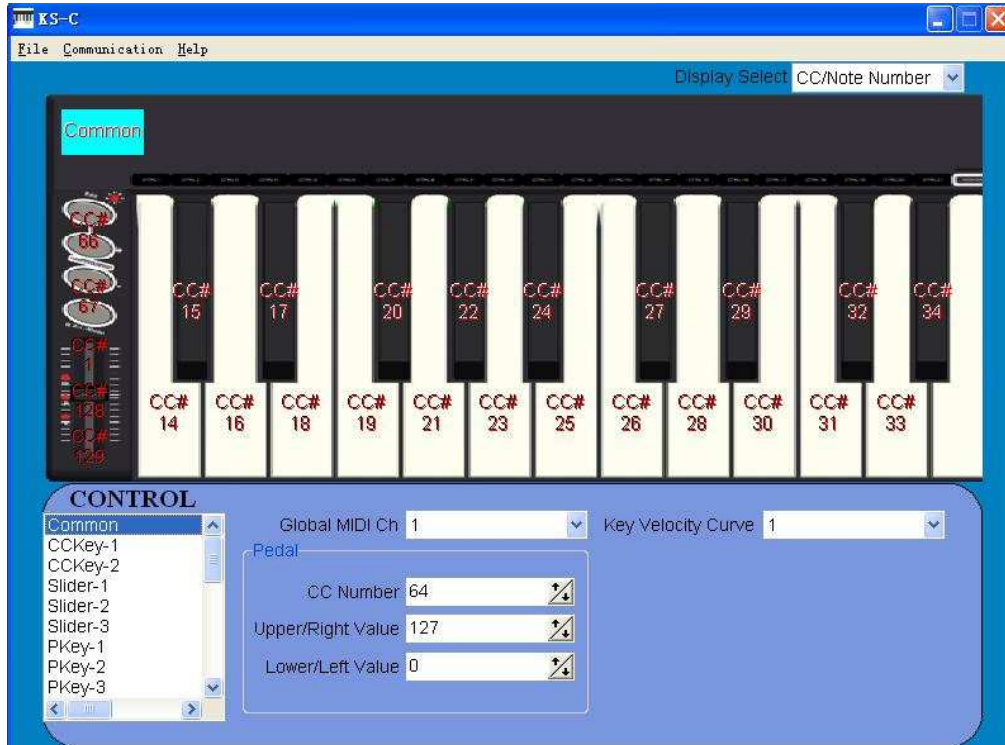 KS-C
File Communication Help
Display Select CC/Note Number
Common
CC#
66
CC#
67
CC#
1
CC#
128
CC#
129
CC# CC# CC# CC# CC# CC# CC# CC# CC#
15 17 20 22 24 27 29 32 34
CC# CC# CC# CC# CC# CC# CC# CC# CC# CC# CC# CC#
14 16 18 19 21 23 25 26 28 30 31 33
CONTROL
Common
CCKey-1
CCKey-2
Slider-1
Slider-2
Slider-3
PKey-1
PKey-2
PKey-3
Global MIDI Ch 1
Key Velocity Curve 1
Pedal
CC Number 64
Upper/Right Value 127
Lower/Left Value 0